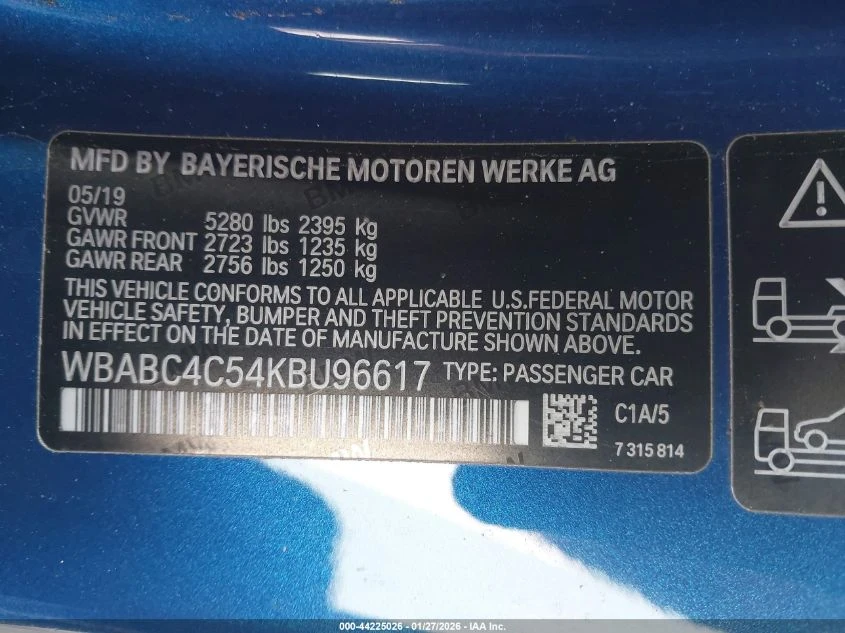 MFD BY BAYERISCHE MOTOREN WERKE AG
05/19
GVWR 5280 lbs 2395 kg
GAWR FRONT 2723 lbs 1235 kg
GAWR REAR 2756 lbs 1250 kg
THIS VEHICLE CONFORMS TO ALL APPLICABLE U.S.FEDERAL MOTOR
VEHICLE SAFETY, BUMPER AND THEFT PREVENTION STANDARDS
IN EFFECT ON THE DATE OF MANUFACTURE SHOWN ABOVE.
WBABC4C54KBU96617 TYPE: PASSENGER CAR
C1A/5
7 315 814
000-44225026 - 01/27/2026 - IAA Inc.